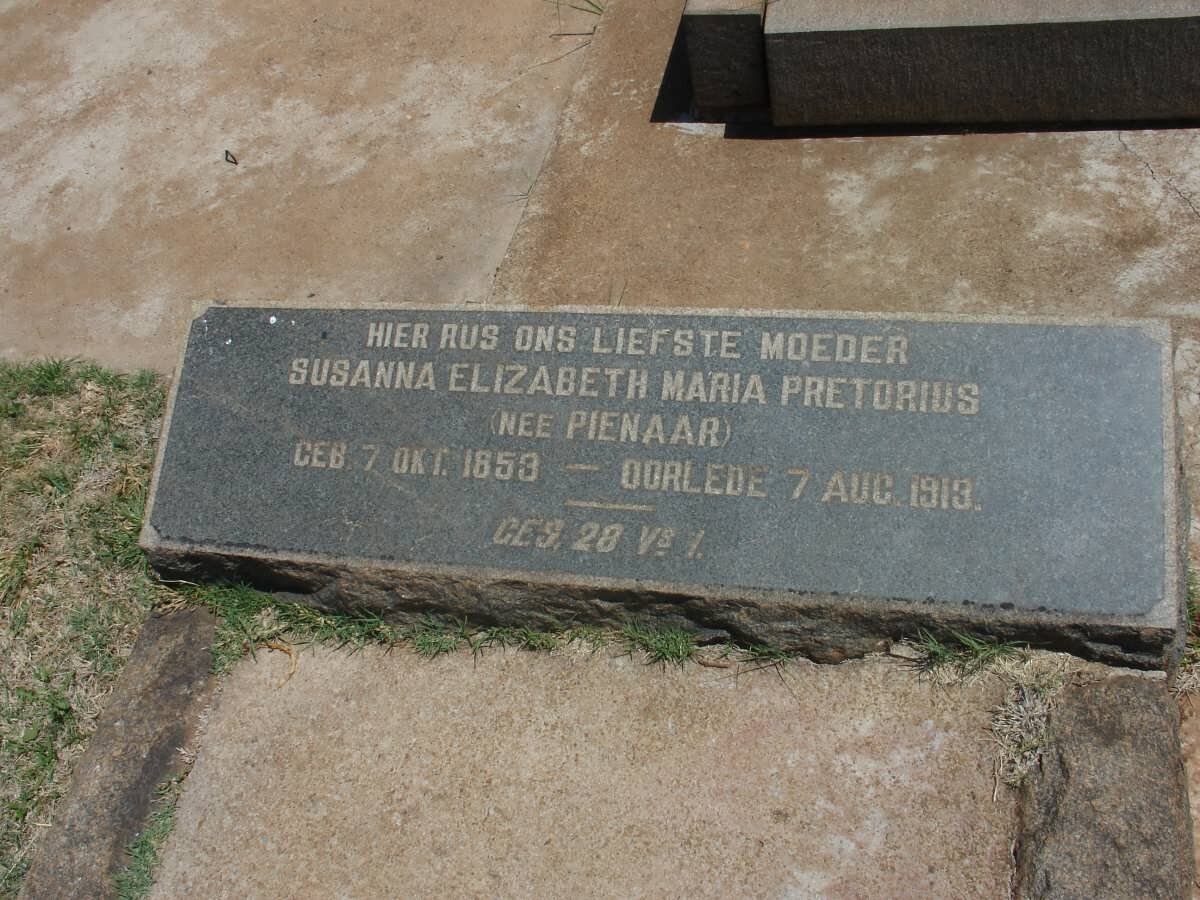 HIER RUS ONS LIEFSTE MOEDER
SUSANNA ELIZABETH MARIA PRETORIUS
(NEE PIENAAR)
GEB. 7 OKT. 1853 — OORLEDE 7 AUG. 1913.
GES. 28 Vs 1.